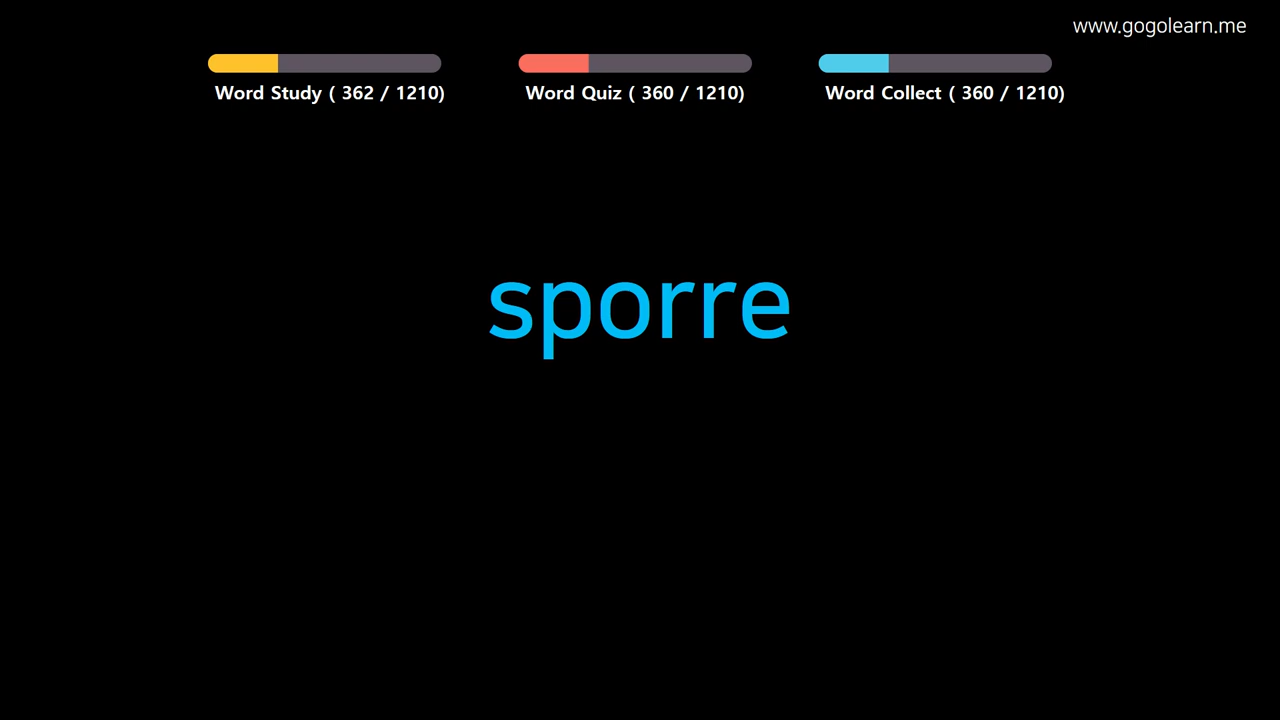 www.gogolearn.me
Word Study ( 362 / 1210)
Word Quiz ( 360 / 1210)
Word Collect ( 360 / 1210)
sporre